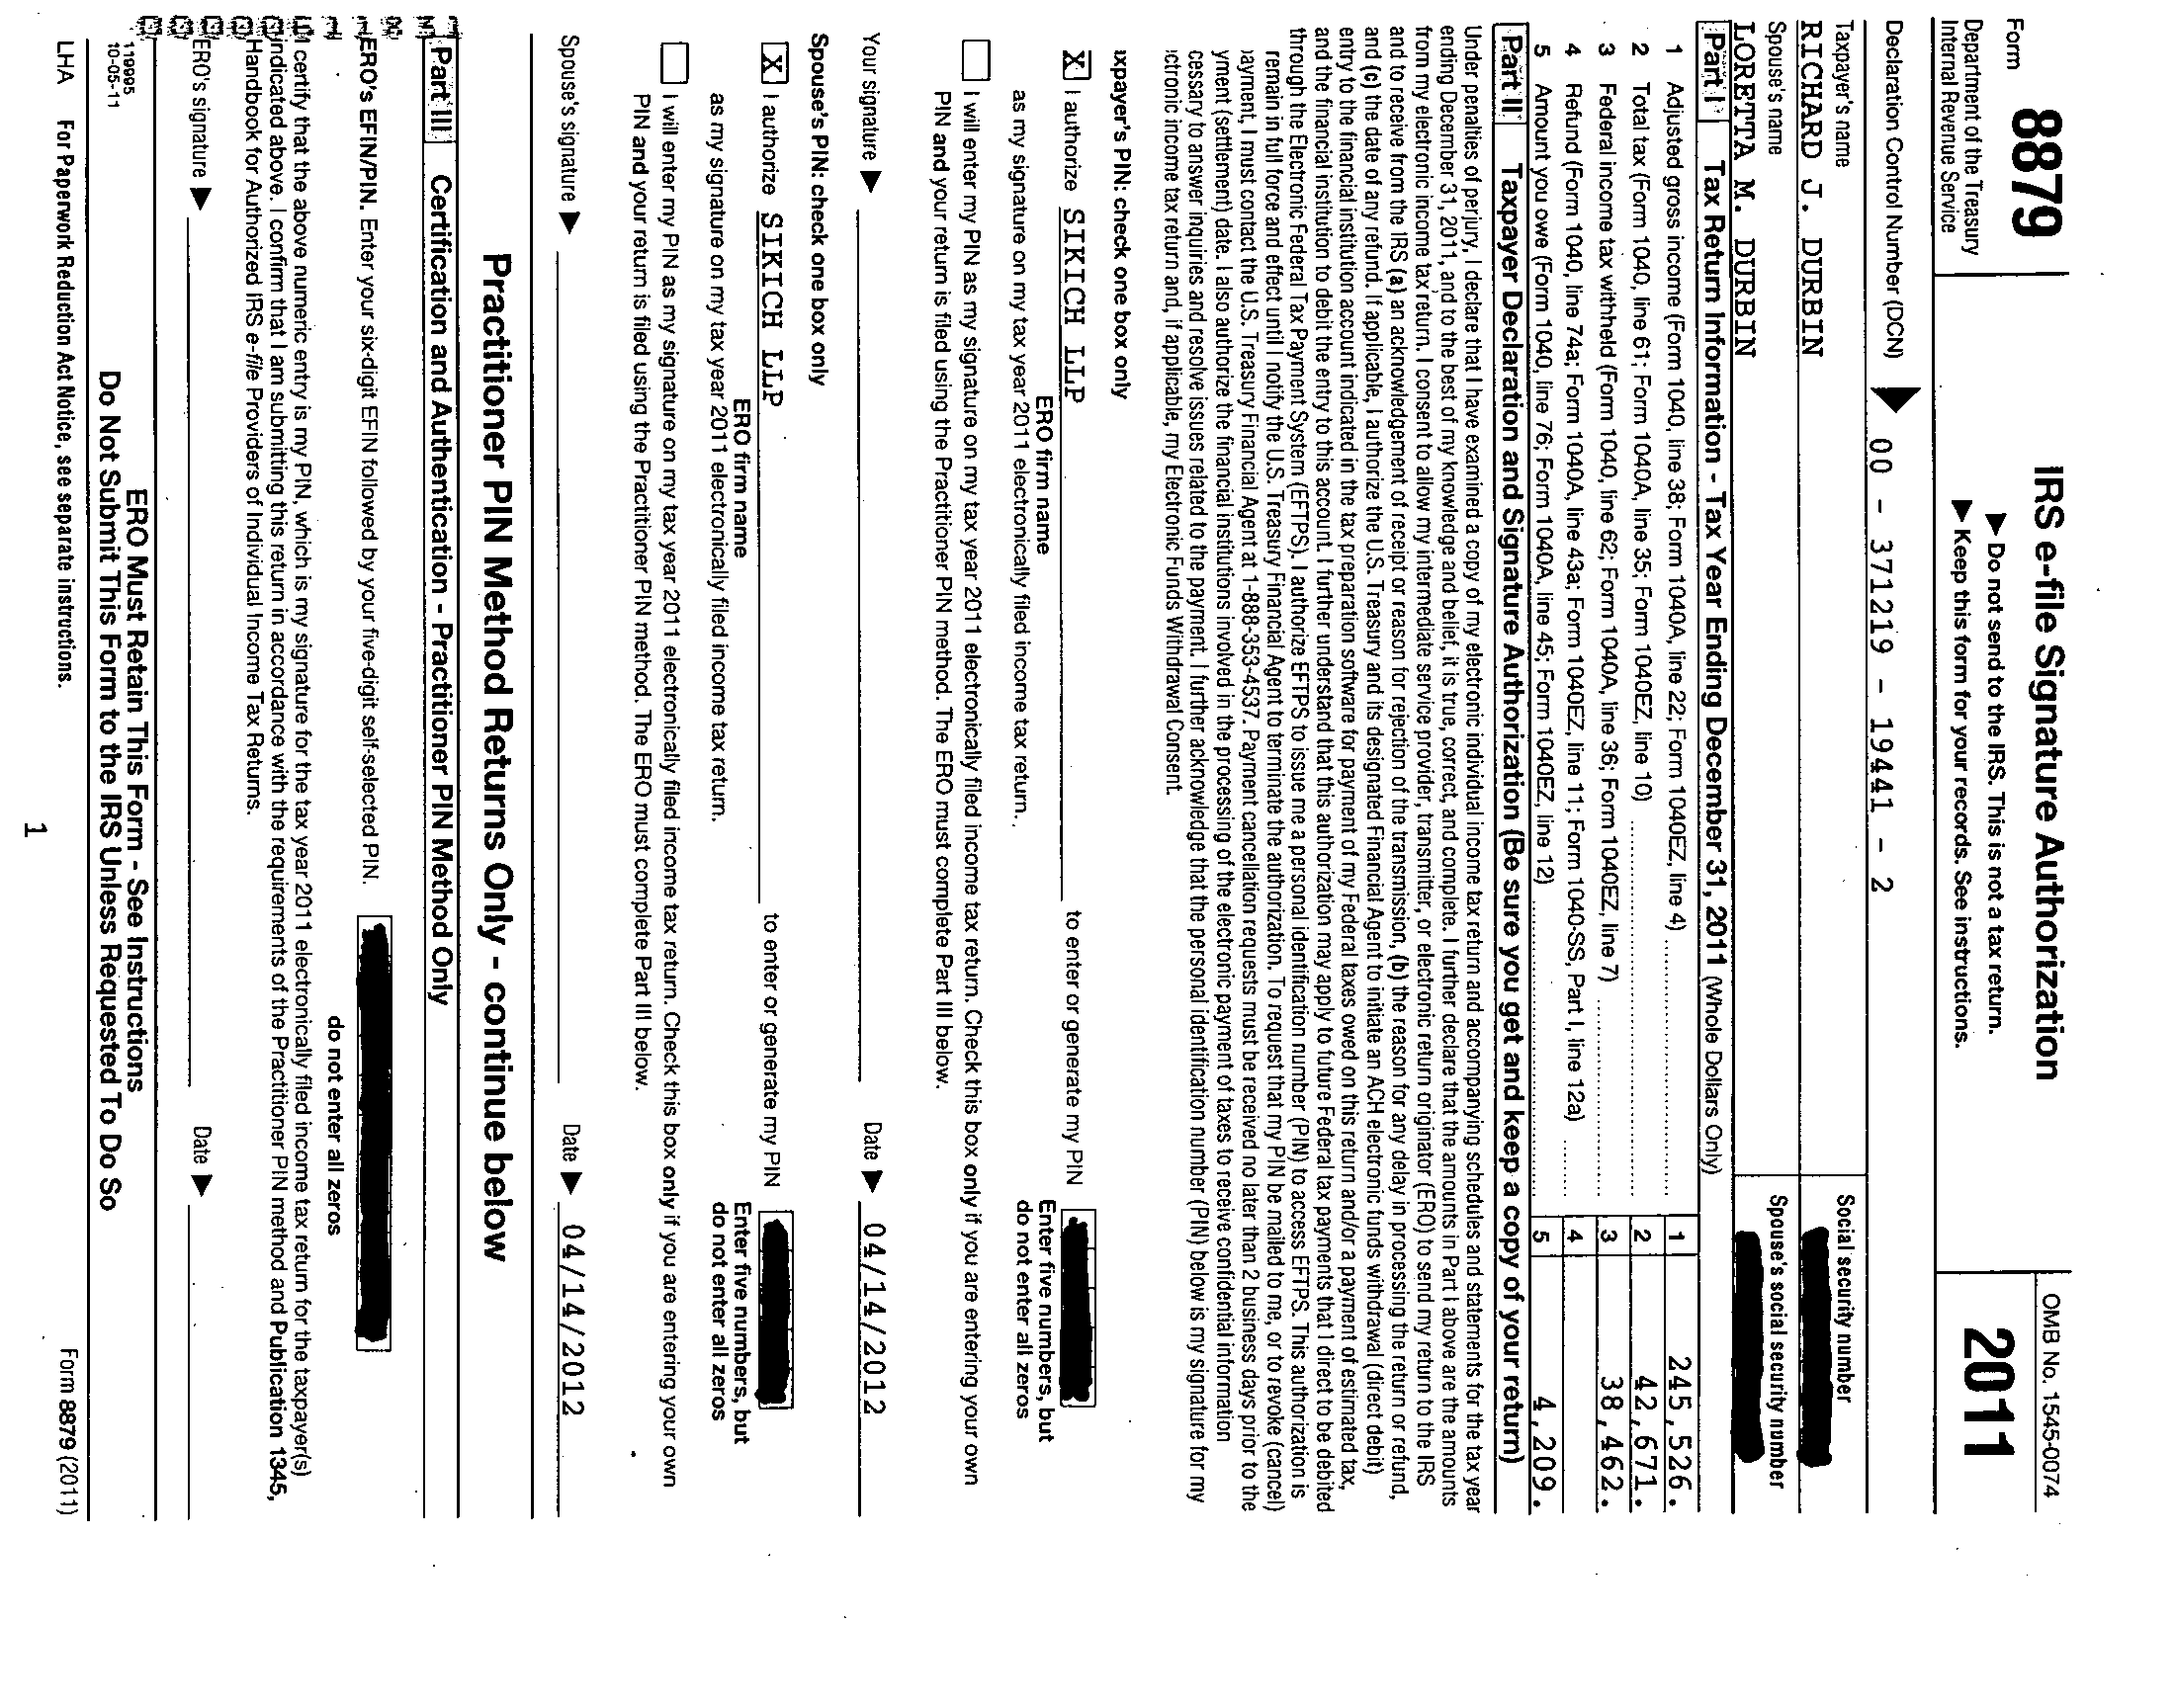 Form 8879
Department of the Treasury
Internal Revenue Service
IRS e-file Signature Authorization
▶ Do not send to the IRS. This is not a tax return.
▶ Keep this form for your records. See instructions.
OMB No. 1545-0074
2011
Declaration Control Number (DCN) ▶ 00 - 371219 - 19441 - 2
Taxpayer's name
Social security number
RICHARD J. DURBIN
Spouse's name
Spouse's social security number
LORETTA M. DURBIN
Part I Tax Return Information - Tax Year Ending December 31, 2011 (Whole Dollars Only)
1 Adjusted gross income (Form 1040, line 38; Form 1040A, line 22; Form 1040EZ, line 4) 1 245,526.
2 Total tax (Form 1040, line 61; Form 1040A, line 35; Form 1040EZ, line 10) 2 42,671.
3 Federal income tax withheld (Form 1040, line 62; Form 1040A, line 36; Form 1040EZ, line 7) 3 38,462.
4 Refund (Form 1040, line 74a; Form 1040A, line 43a; Form 1040EZ, line 11; Form 1040-SS, Part I, line 12a) 4
5 Amount you owe (Form 1040, line 76; Form 1040A, line 45; Form 1040EZ, line 12) 5 4,209.
Part II Taxpayer Declaration and Signature Authorization (Be sure you get and keep a copy of your return)
Under penalties of perjury, I declare that I have examined a copy of my electronic individual income tax return and accompanying schedules and statements for the tax year
ending December 31, 2011, and to the best of my knowledge and belief, it is true, correct, and complete. I further declare that the amounts in Part I above are the amounts
from my electronic income tax return. I consent to allow my intermediate service provider, transmitter, or electronic return originator (ERO) to send my return to the IRS
and to receive from the IRS (a) an acknowledgement of receipt or reason for rejection of the transmission, (b) the reason for any delay in processing the return or refund,
and (c) the date of any refund. If applicable, I authorize the U.S. Treasury and its designated Financial Agent to initiate an ACH electronic funds withdrawal (direct debit)
entry to the financial institution account indicated in the tax preparation software for payment of my Federal taxes owed on this return and/or a payment of estimated tax,
and the financial institution to debit the entry to this account. I further understand that this authorization may apply to future Federal tax payments that I direct to be debited
through the Electronic Federal Tax Payment System (EFTPS). I authorize EFTPS to issue me a personal identification number (PIN) to access EFTPS. This authorization is
remain in full force and effect until I notify the U.S. Treasury Financial Agent to terminate the authorization. To request that my PIN be mailed to me, or to revoke (cancel)
payment, I must contact the U.S. Treasury Financial Agent at 1-888-353-4537. Payment cancellation requests must be received no later than 2 business days prior to the
yment (settlement) date. I also authorize the financial institutions involved in the processing of the electronic payment of taxes to receive confidential information
cessary to answer inquiries and resolve issues related to the payment. I further acknowledge that the personal identification number (PIN) below is my signature for my
ctronic income tax return and, if applicable, my Electronic Funds Withdrawal Consent.
axpayer's PIN: check one box only
X I authorize SIKICH LLP to enter or generate my PIN
ERO firm name
Enter five numbers, but
do not enter all zeros
as my signature on my tax year 2011 electronically filed income tax return.
I will enter my PIN as my signature on my tax year 2011 electronically filed income tax return. Check this box only if you are entering your own
PIN and your return is filed using the Practitioner PIN method. The ERO must complete Part III below.
Your signature ▶ Date ▶ 04/14/2012
Spouse's PIN: check one box only
X I authorize SIKICH LLP to enter or generate my PIN
ERO firm name
Enter five numbers, but
do not enter all zeros
as my signature on my tax year 2011 electronically filed income tax return.
I will enter my PIN as my signature on my tax year 2011 electronically filed income tax return. Check this box only if you are entering your own
PIN and your return is filed using the Practitioner PIN method. The ERO must complete Part III below.
Spouse's signature ▶ Date ▶ 04/14/2012
Practitioner PIN Method Returns Only - continue below
Part III Certification and Authentication - Practitioner PIN Method Only
ERO's EFIN/PIN. Enter your six-digit EFIN followed by your five-digit self-selected PIN.
do not enter all zeros
I certify that the above numeric entry is my PIN, which is my signature for the tax year 2011 electronically filed income tax return for the taxpayer(s)
indicated above. I confirm that I am submitting this return in accordance with the requirements of the Practitioner PIN method and Publication 1345,
Handbook for Authorized IRS e-file Providers of Individual Income Tax Returns.
ERO's signature ▶ Date ▶
ERO Must Retain This Form - See Instructions
Do Not Submit This Form to the IRS Unless Requested To Do So
119995
10-05-11
LHA For Paperwork Reduction Act Notice, see separate instructions. Form 8879 (2011)
1